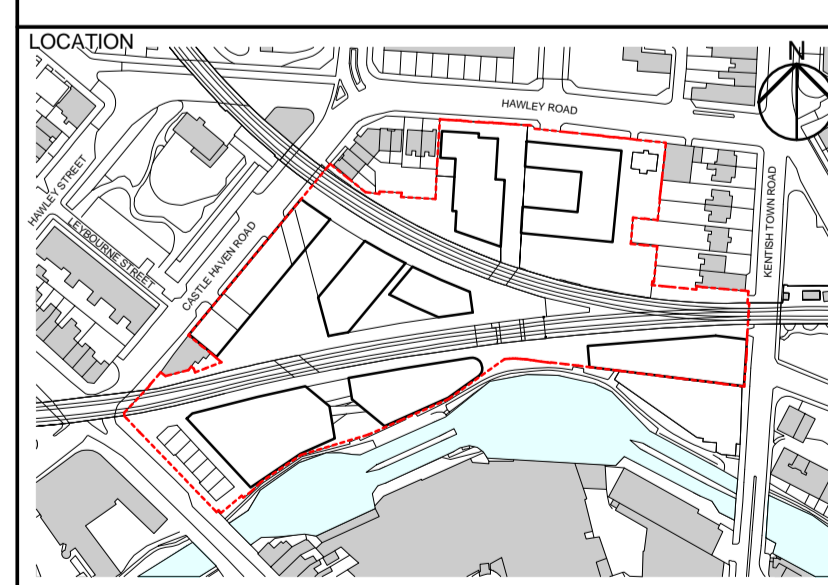 LOCATION
N
HAWLEY ROAD
HAWLEY STREET
LEYBOURNE STREET
CASTLE HAVEN ROAD
KENTISH TOWN ROAD